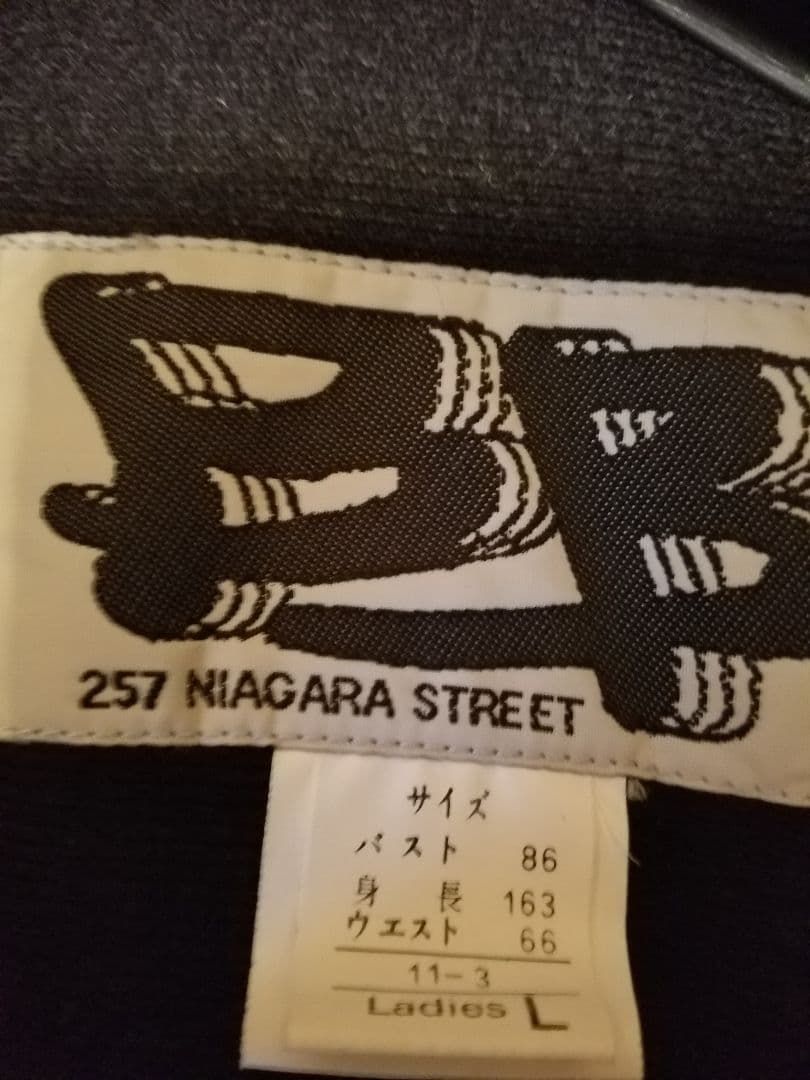 257 NIAGARA STREET
サイズ
バスト 86
身長 163
ウエスト 66
11-3
Ladies L